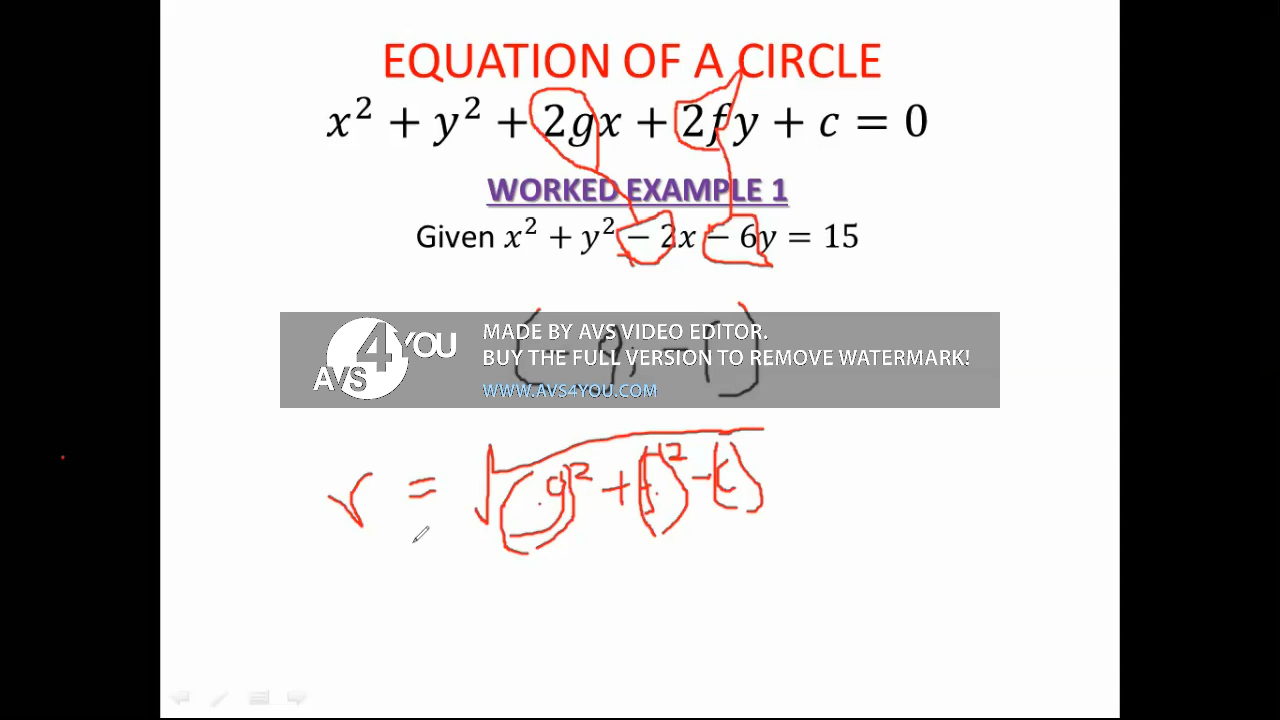 EQUATION OF A CIRCLE
x² + y² + 2gx + 2fy + c = 0
WORKED EXAMPLE 1
Given x² + y² − 2x − 6y = 15
(−g, −f)
MADE BY AVS VIDEO EDITOR.
BUY THE FULL VERSION TO REMOVE WATERMARK!
WWW.AVS4YOU.COM
AVS4YOU
r = √(g)² + (f)² − (c)